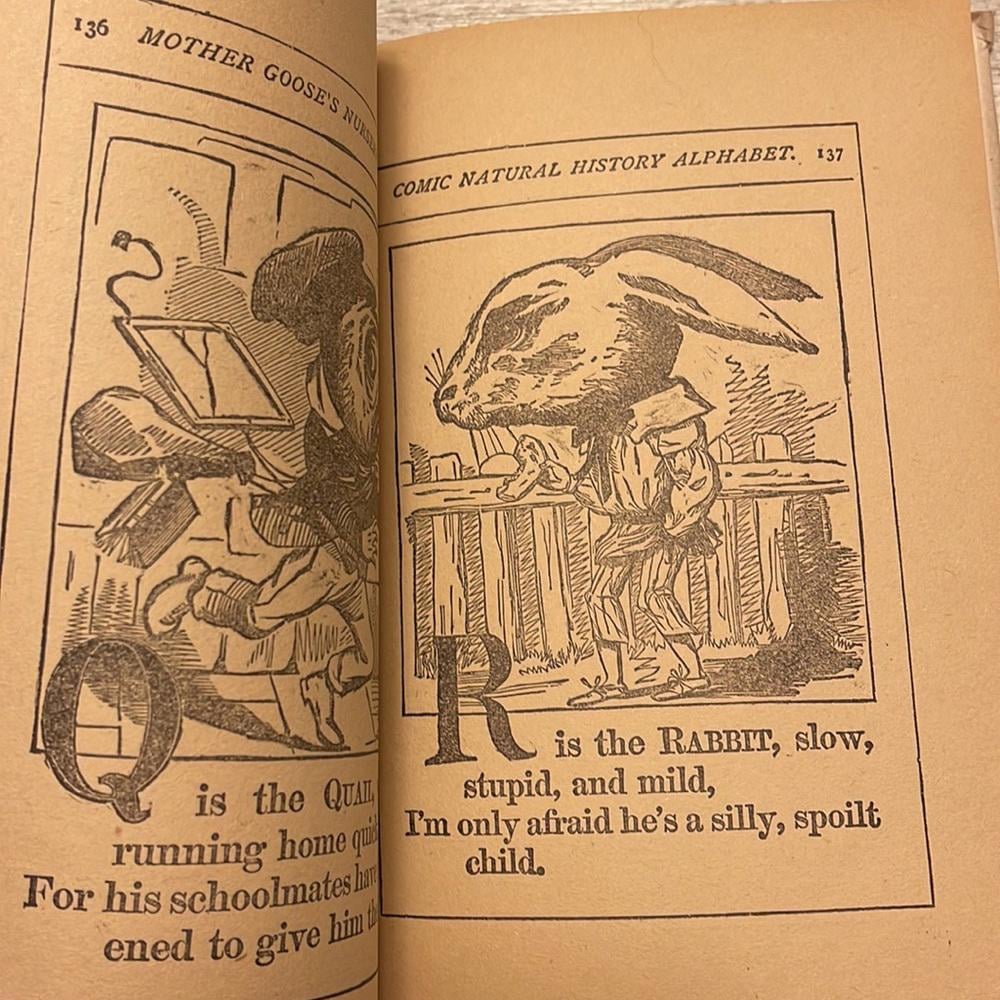 136 MOTHER GOOSE'S
Q is the QUAIL,
running home
For his schoolmates have
ened to give him
COMIC NATURAL HISTORY ALPHABET. 137
R is the RABBIT, slow,
stupid, and mild,
I'm only afraid he's a silly, spoilt
child.